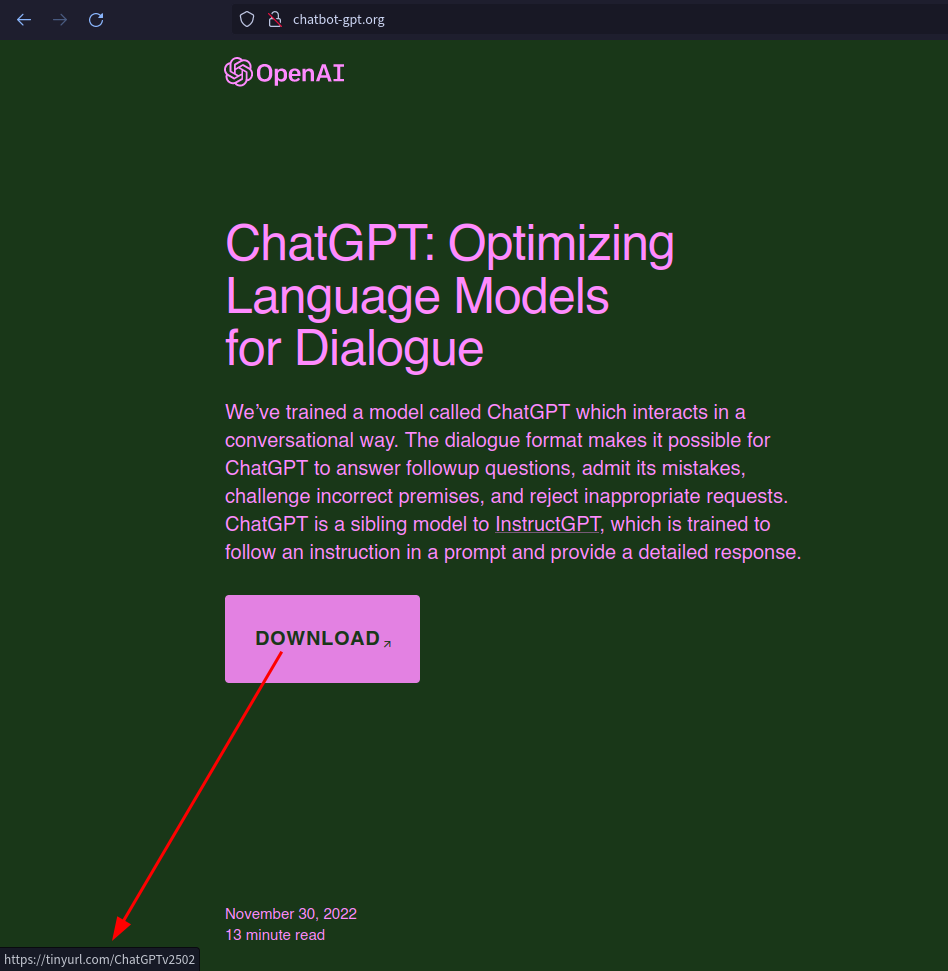 chatbot-gpt.org
OpenAI
ChatGPT: Optimizing
Language Models
for Dialogue
We’ve trained a model called ChatGPT which interacts in a
conversational way. The dialogue format makes it possible for
ChatGPT to answer followup questions, admit its mistakes,
challenge incorrect premises, and reject inappropriate requests.
ChatGPT is a sibling model to InstructGPT, which is trained to
follow an instruction in a prompt and provide a detailed response.
DOWNLOAD
November 30, 2022
13 minute read
https://tinyurl.com/ChatGPTv2502